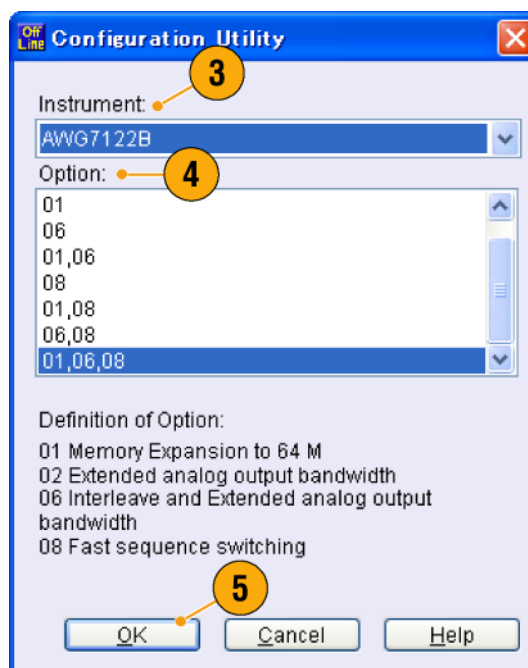 Off Line Configuration Utility
3
Instrument:
AWG7122B
Option:
4
01
06
01,06
08
01,08
06,08
01,06,08
Definition of Option:
01 Memory Expansion to 64 M
02 Extended analog output bandwidth
06 Interleave and Extended analog output
bandwidth
08 Fast sequence switching
5
OK
Cancel
Help